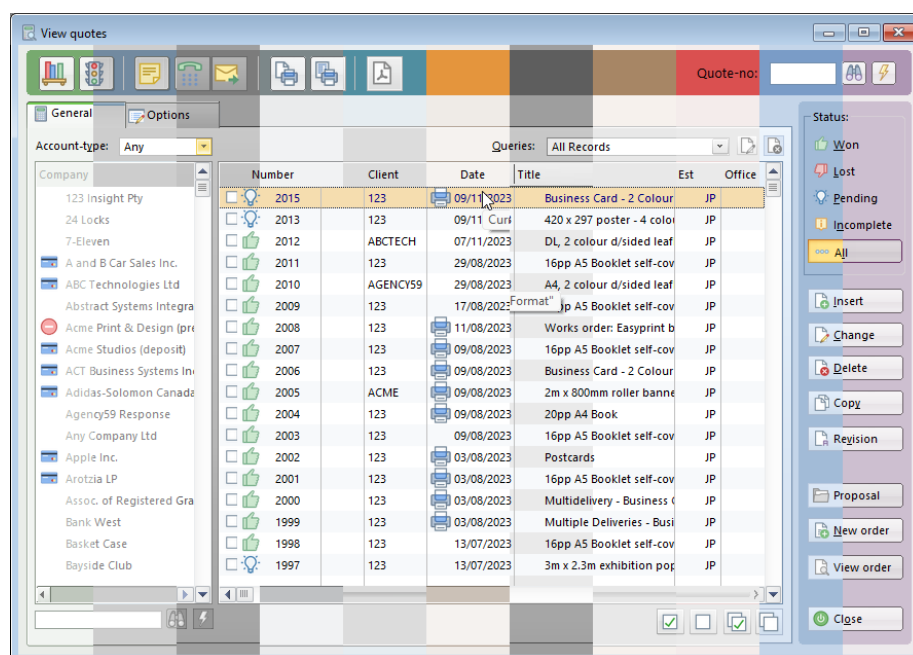 View quotes
Quote-no:
General Options
Account-type: Any Queries: All Records
Company Number Client Date Title Est Office
123 Insight Pty 2015 123 09/11/2023 Business Card - 2 Colour JP
24 Locks 2013 123 09/11 420 x 297 poster - 4 colou JP
7-Eleven 2012 ABCTECH 07/11/2023 DL, 2 colour d/sided leaf JP
A and B Car Sales Inc. 2011 123 29/08/2023 16pp A5 Booklet self-cov JP
ABC Technologies Ltd 2010 AGENCY59 29/08/2023 A4, 2 colour d/sided leaf JP
Abstract Systems Integra 2009 123 17/08/2023 Format" p A5 Booklet self-cov JP
Acme Print & Design (pre 2008 123 11/08/2023 Works order: Easyprint b JP
Acme Studios (deposit) 2007 123 09/08/2023 16pp A5 Booklet self-cov JP
ACT Business Systems In 2006 123 09/08/2023 Business Card - 2 Colour JP
Adidas-Solomon Canada 2005 ACME 09/08/2023 2m x 800mm roller banne JP
Agency59 Response 2004 123 09/08/2023 20pp A4 Book JP
Any Company Ltd 2003 123 09/08/2023 16pp A5 Booklet self-cov JP
Apple Inc. 2002 123 03/08/2023 Postcards JP
Arotzia LP 2001 123 03/08/2023 16pp A5 Booklet self-cov JP
Assoc. of Registered Gra 2000 123 03/08/2023 Multidelivery - Business JP
Bank West 1999 123 03/08/2023 Multiple Deliveries - Busi JP
Basket Case 1998 123 13/07/2023 16pp A5 Booklet self-cov JP
Bayside Club 1997 123 13/07/2023 3m x 2.3m exhibition pop JP
Status:
Won
Lost
Pending
Incomplete
All
Insert
Change
Delete
Copy
Revision
Proposal
New order
View order
Close